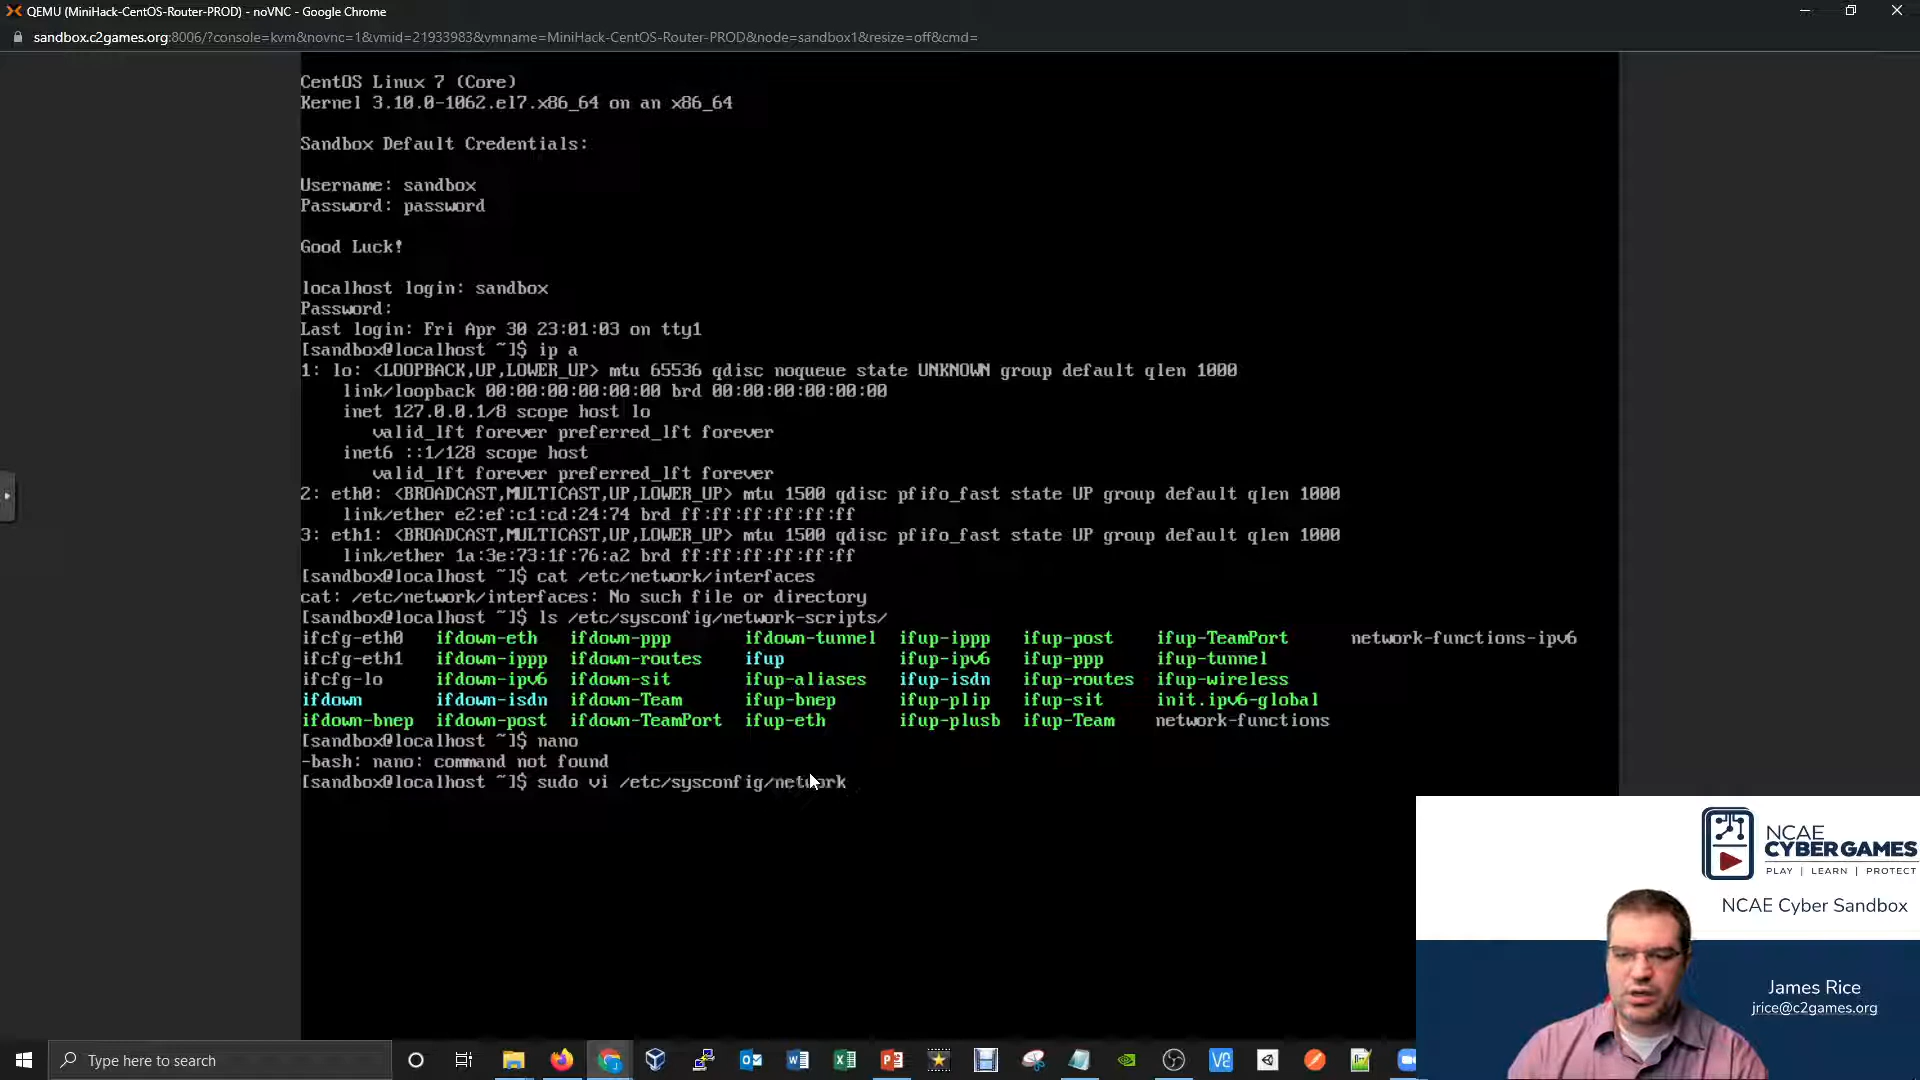 QEMU (MiniHack-CentOS-Router-PROD) - noVNC - Google Chrome
sandbox.c2games.org:8006/?console=kvm&novnc=1&vmid=21933983&vmname=MiniHack-CentOS-Router-PROD&node=sandbox1&resize=off&cmd=
CentOS Linux 7 (Core)
Kernel 3.10.0-1062.el7.x86_64 on an x86_64
Sandbox Default Credentials:
Username: sandbox
Password: password
Good Luck!
localhost login: sandbox
Password:
Last login: Fri Apr 30 23:01:03 on tty1
[sandbox@localhost ~]$ ip a
1: lo: <LOOPBACK,UP,LOWER_UP> mtu 65536 qdisc noqueue state UNKNOWN group default qlen 1000
link/loopback 00:00:00:00:00:00 brd 00:00:00:00:00:00
inet 127.0.0.1/8 scope host lo
valid_lft forever preferred_lft forever
inet6 ::1/128 scope host
valid_lft forever preferred_lft forever
2: eth0: <BROADCAST,MULTICAST,UP,LOWER_UP> mtu 1500 qdisc pfifo_fast state UP group default qlen 1000
link/ether e2:ef:c1:cd:24:74 brd ff:ff:ff:ff:ff:ff
3: eth1: <BROADCAST,MULTICAST,UP,LOWER_UP> mtu 1500 qdisc pfifo_fast state UP group default qlen 1000
link/ether 1a:3e:73:1f:76:a2 brd ff:ff:ff:ff:ff:ff
[sandbox@localhost ~]$ cat /etc/network/interfaces
cat: /etc/network/interfaces: No such file or directory
[sandbox@localhost ~]$ ls /etc/sysconfig/network-scripts/
ifcfg-eth0 ifdown-eth ifdown-ppp ifdown-tunnel ifup-ippp ifup-post ifup-TeamPort network-functions-ipv6
ifcfg-eth1 ifdown-ippp ifdown-routes ifup ifup-ipv6 ifup-ppp ifup-tunnel
ifcfg-lo ifdown-ipv6 ifdown-sit ifup-aliases ifup-isdn ifup-routes ifup-wireless
ifdown ifdown-isdn ifdown-Team ifup-bnep ifup-plip ifup-sit init.ipv6-global
ifdown-bnep ifdown-post ifdown-TeamPort ifup-eth ifup-plusb ifup-Team network-functions
[sandbox@localhost ~]$ nano
-bash: nano: command not found
[sandbox@localhost ~]$ sudo vi /etc/sysconfig/network
NCAE
CYBERGAMES
PLAY | LEARN | PROTECT
NCAE Cyber Sandbox
James Rice
jrice@c2games.org
Type here to search